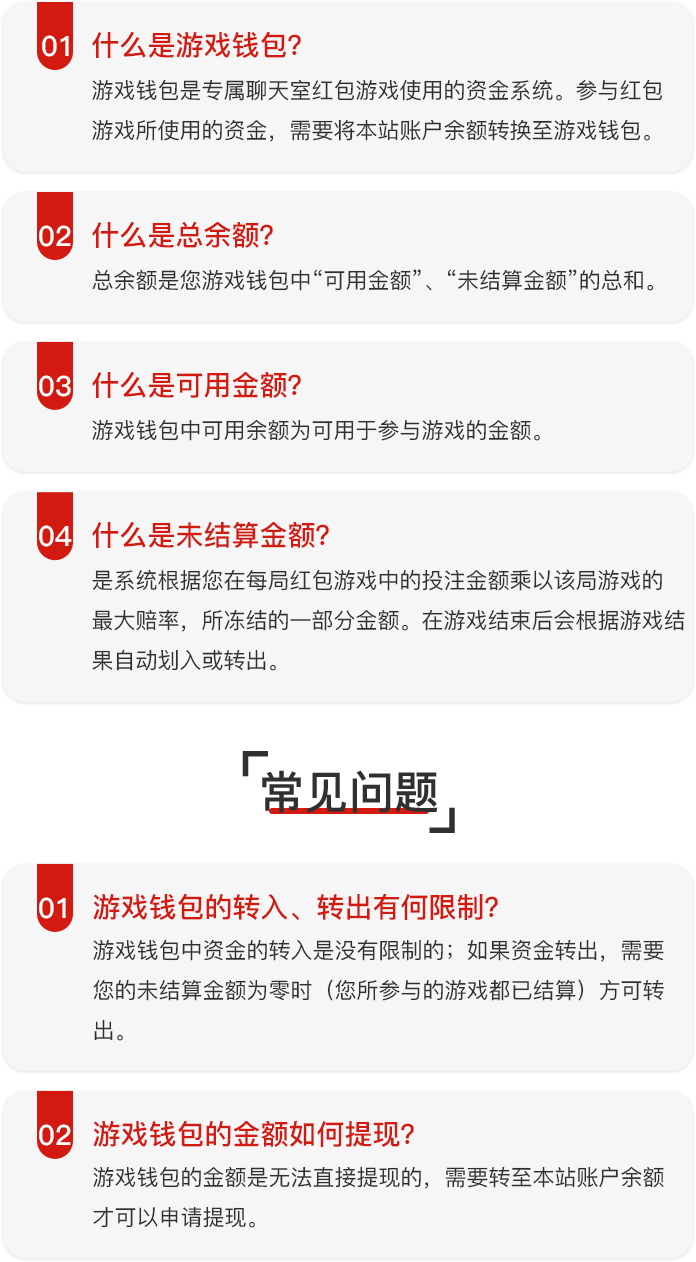 01 什么是游戏钱包?
游戏钱包是专属聊天室红包游戏使用的资金系统。参与红包
游戏所使用的资金，需要将本站账户余额转换至游戏钱包。
02 什么是总余额?
总余额是您游戏钱包中“可用金额”、“未结算金额”的总和。
03 什么是可用金额?
游戏钱包中可用余额为可用于参与游戏的金额。
04 什么是未结算金额?
是系统根据您在每局红包游戏中的投注金额乘以该局游戏的
最大赔率，所冻结的一部分金额。在游戏结束后会根据游戏结
果自动划入或转出。
常见问题
01 游戏钱包的转入、转出有何限制?
游戏钱包中资金的转入是没有限制的；如果资金转出，需要
您的未结算金额为零时（您所参与的游戏都已结算）方可转
出。
02 游戏钱包的金额如何提现?
游戏钱包的金额是无法直接提现的，需要转至本站账户余额
才可以申请提现。